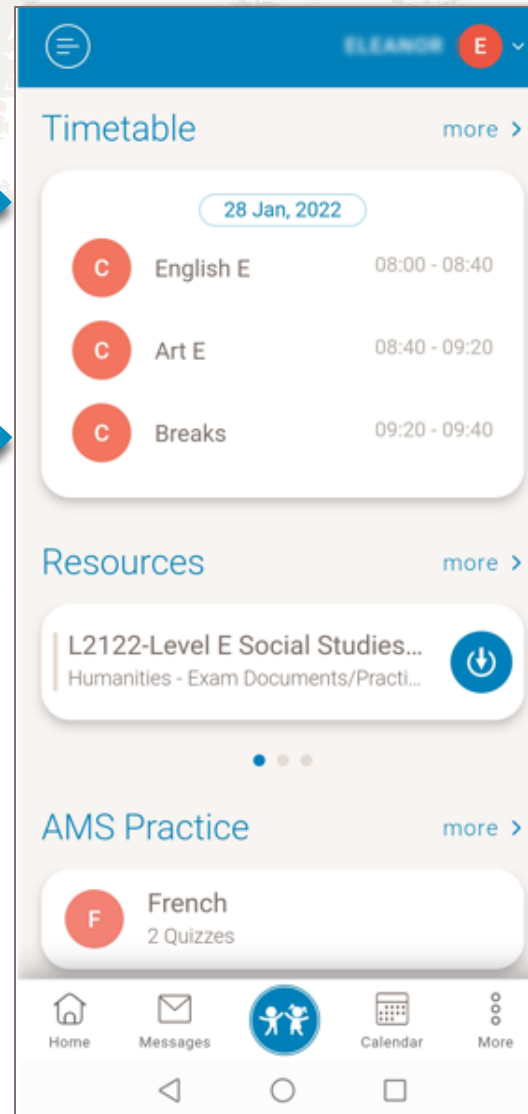 ELEANOR E
Timetable more >
28 Jan, 2022
C English E 08:00 - 08:40
C Art E 08:40 - 09:20
C Breaks 09:20 - 09:40
Resources more >
L2122-Level E Social Studies...
Humanities - Exam Documents/Practi...
AMS Practice more >
F French
2 Quizzes
Home Messages Calendar More